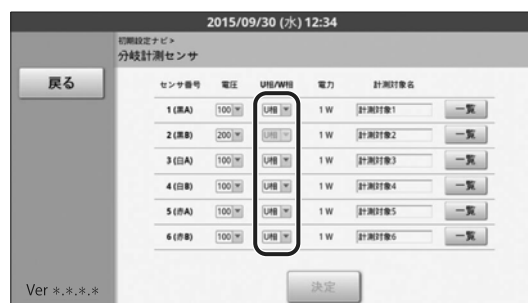 2015/09/30 (水) 12:34
初期設定ナビ>
分岐計測センサ
戻る
センサ番号 電圧 U相/W相 電力 計測対象名
1 (黒A) 100 U相 1 W 計測対象1 一覧
2 (黒B) 200 U相 1 W 計測対象2 一覧
3 (白A) 100 U相 1 W 計測対象3 一覧
4 (白B) 100 U相 1 W 計測対象4 一覧
5 (赤A) 100 U相 1 W 計測対象5 一覧
6 (赤B) 100 U相 1 W 計測対象6 一覧
決定
Ver *.*.*.*